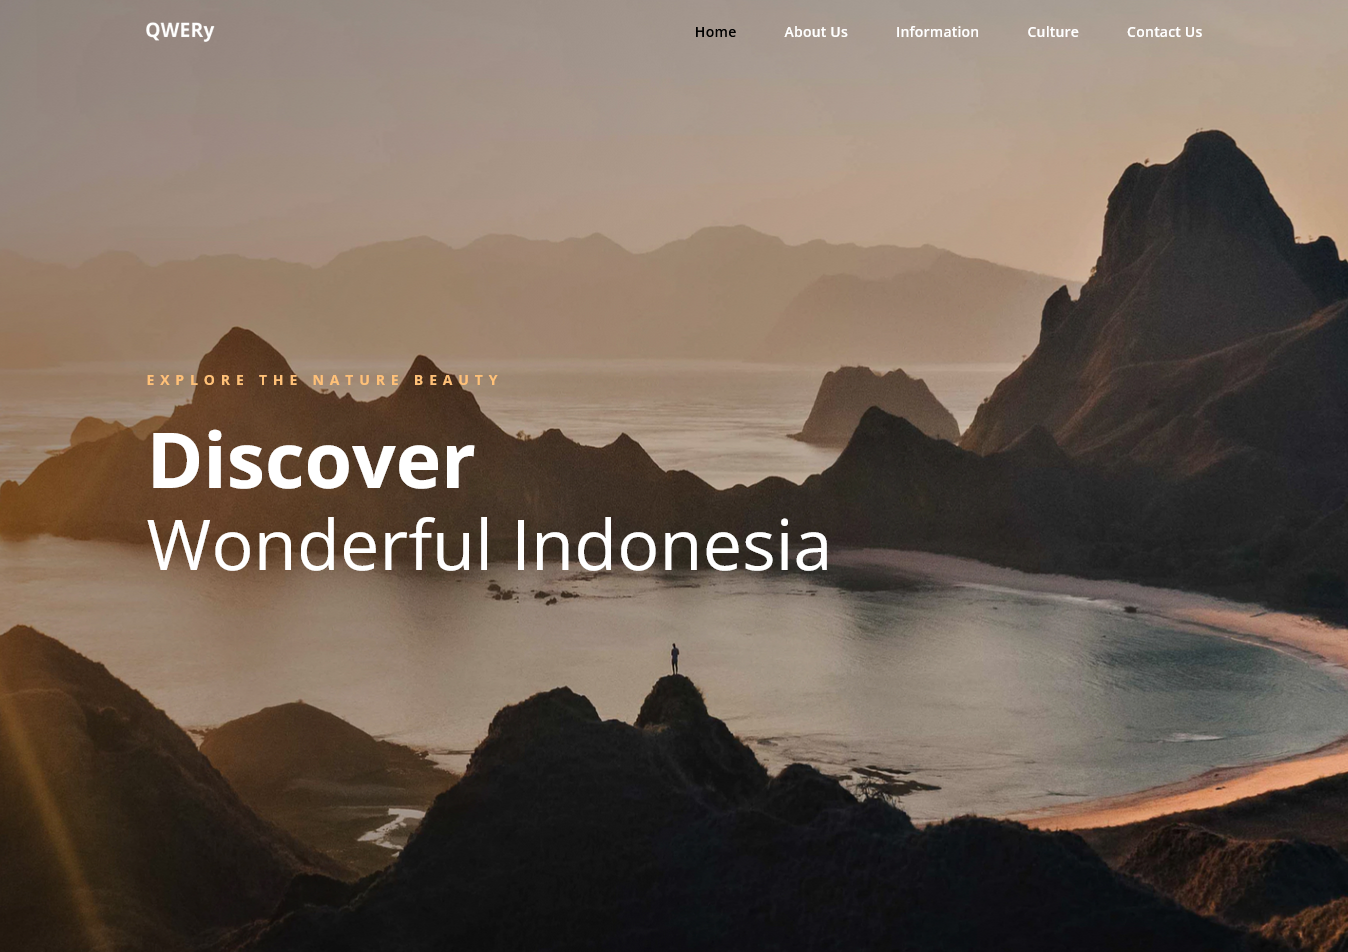 QWERy
Home About Us Information Culture Contact Us
EXPLORE THE NATURE BEAUTY
Discover
Wonderful Indonesia